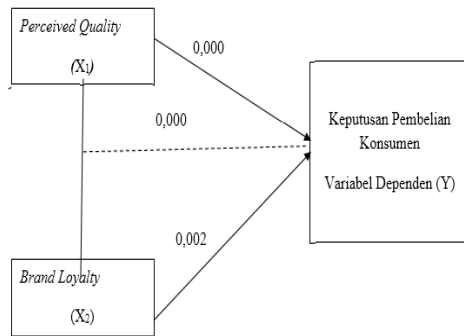 Perceived Quality
(X₁)
0,000
0,000
Keputusan Pembelian
Konsumen
Variabel Dependen (Y)
0,002
Brand Loyalty
(X₂)